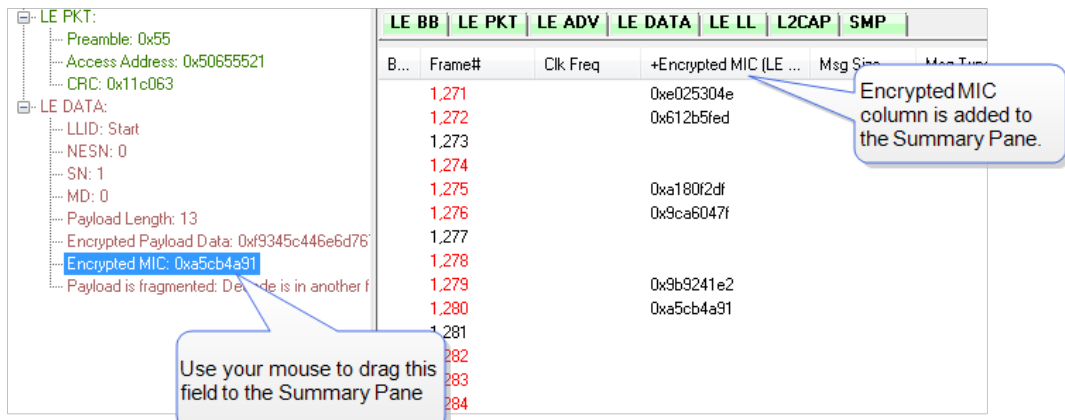 LE PKT:
Preamble: 0x55
Access Address: 0x50655521
CRC: 0x11c063
LE DATA:
LLID: Start
NESN: 0
SN: 1
MD: 0
Payload Length: 13
Encrypted Payload Data: 0xf9345c446e6d76
Encrypted MIC: 0xa5cb4a91
Payload is fragmented: Decode is in another f
Use your mouse to drag this
field to the Summary Pane
LE BB LE PKT LE ADV LE DATA LE LL L2CAP SMP
B... Frame# Clk Freq +Encrypted MIC (LE ... Msg Size Msg Type
1,271 0xe025304e
1,272 0x612b5fed
1,273
1,274
1,275 0xa180f2df
1,276 0x9ca6047f
1,277
1,278
1,279 0x9b9241e2
1,280 0xa5cb4a91
1,281
282
283
284
Encrypted MIC
column is added to
the Summary Pane.